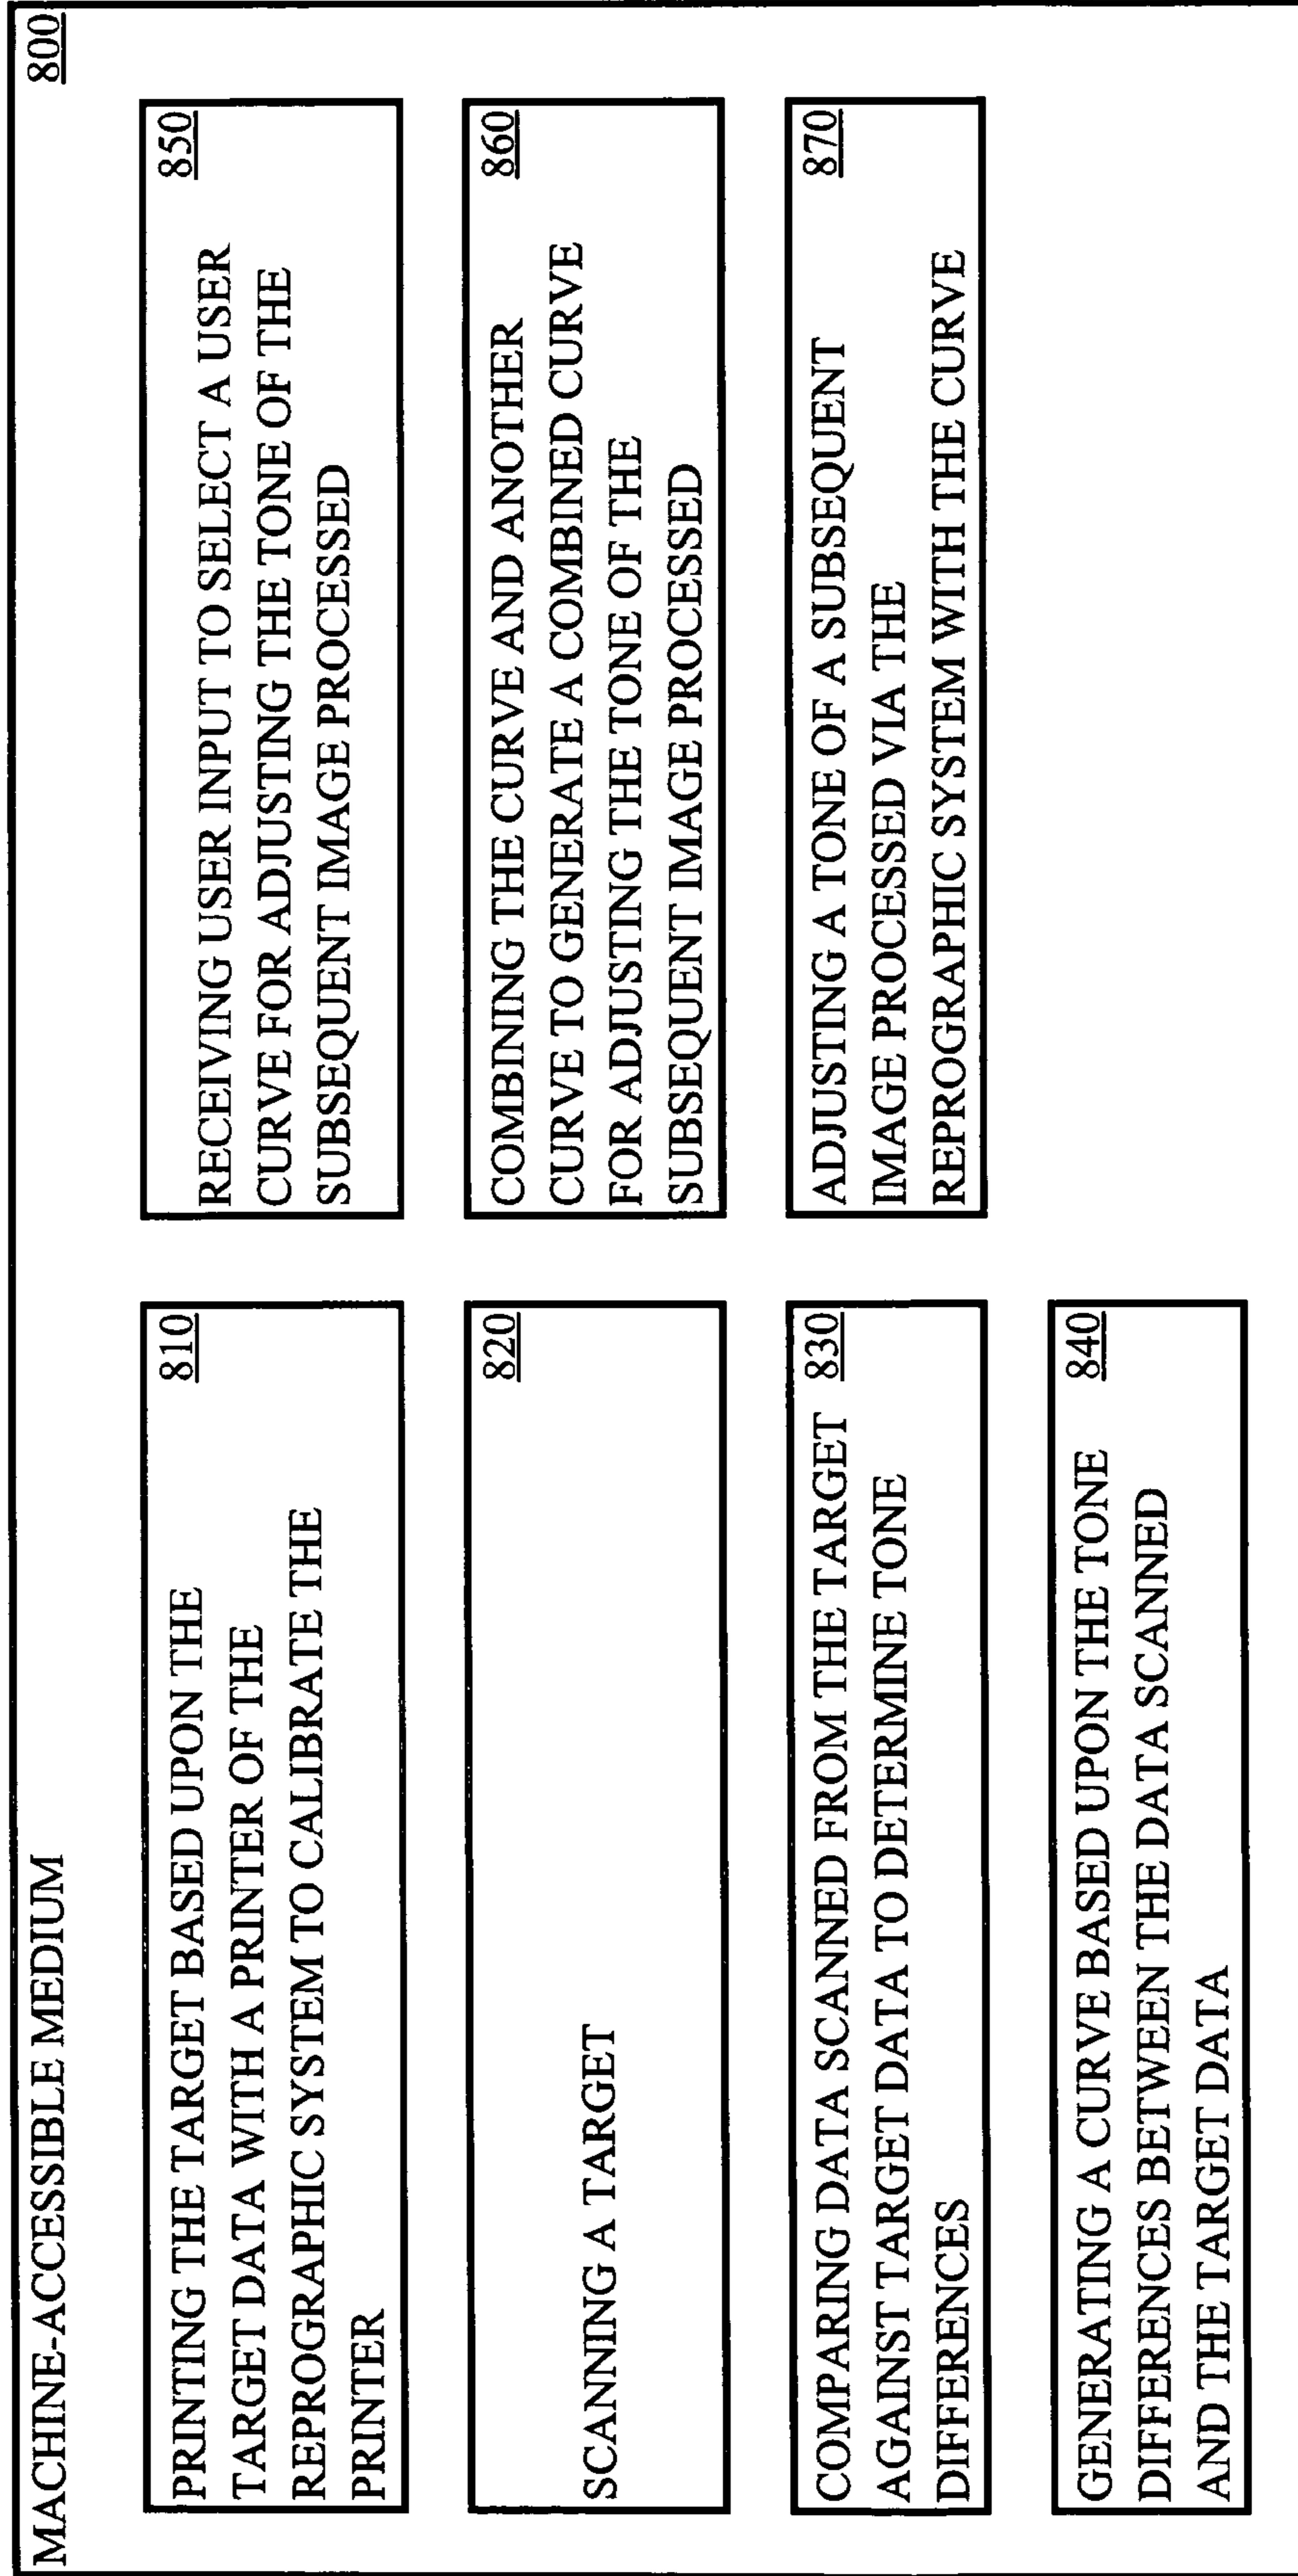 MACHINE-ACCESSIBLE MEDIUM
800
810
PRINTING THE TARGET BASED UPON THE
TARGET DATA WITH A PRINTER OF THE
REPROGRAPHIC SYSTEM TO CALIBRATE THE
PRINTER
820
SCANNING A TARGET
830
COMPARING DATA SCANNED FROM THE TARGET
AGAINST TARGET DATA TO DETERMINE TONE
DIFFERENCES
840
GENERATING A CURVE BASED UPON THE TONE
DIFFERENCES BETWEEN THE DATA SCANNED
AND THE TARGET DATA
850
RECEIVING USER INPUT TO SELECT A USER
CURVE FOR ADJUSTING THE TONE OF THE
SUBSEQUENT IMAGE PROCESSED
860
COMBINING THE CURVE AND ANOTHER
CURVE TO GENERATE A COMBINED CURVE
FOR ADJUSTING THE TONE OF THE
SUBSEQUENT IMAGE PROCESSED
870
ADJUSTING A TONE OF A SUBSEQUENT
IMAGE PROCESSED VIA THE
REPROGRAPHIC SYSTEM WITH THE CURVE